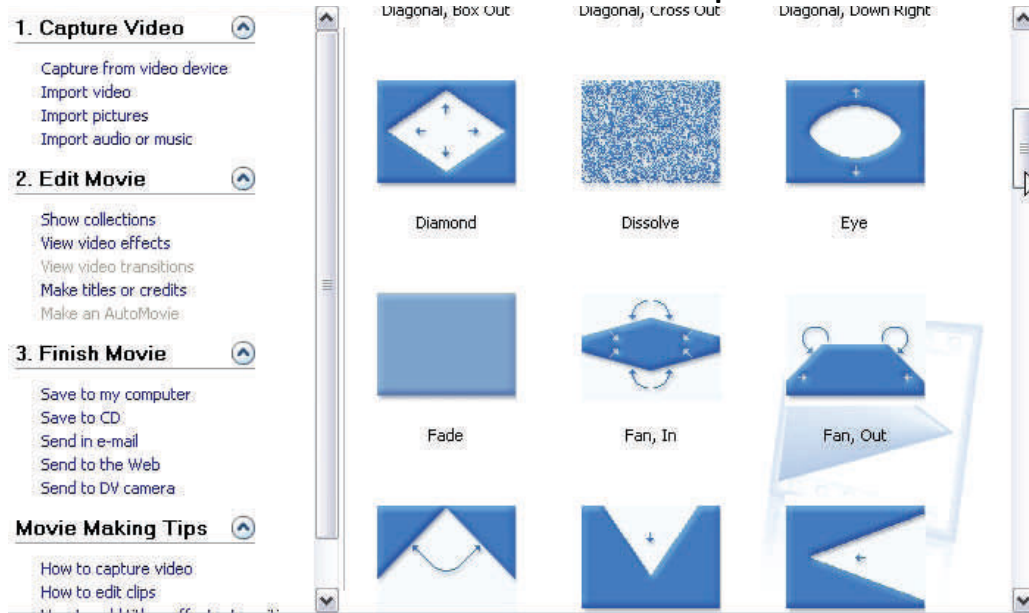 1. Capture Video
Capture from video device
Import video
Import pictures
Import audio or music
2. Edit Movie
Show collections
View video effects
View video transitions
Make titles or credits
Make an AutoMovie
3. Finish Movie
Save to my computer
Save to CD
Send in e-mail
Send to the Web
Send to DV camera
Movie Making Tips
How to capture video
How to edit clips
Diagonal, Box Out
Diagonal, Cross Out
Diagonal, Down Right
Diamond
Dissolve
Eye
Fade
Fan, In
Fan, Out